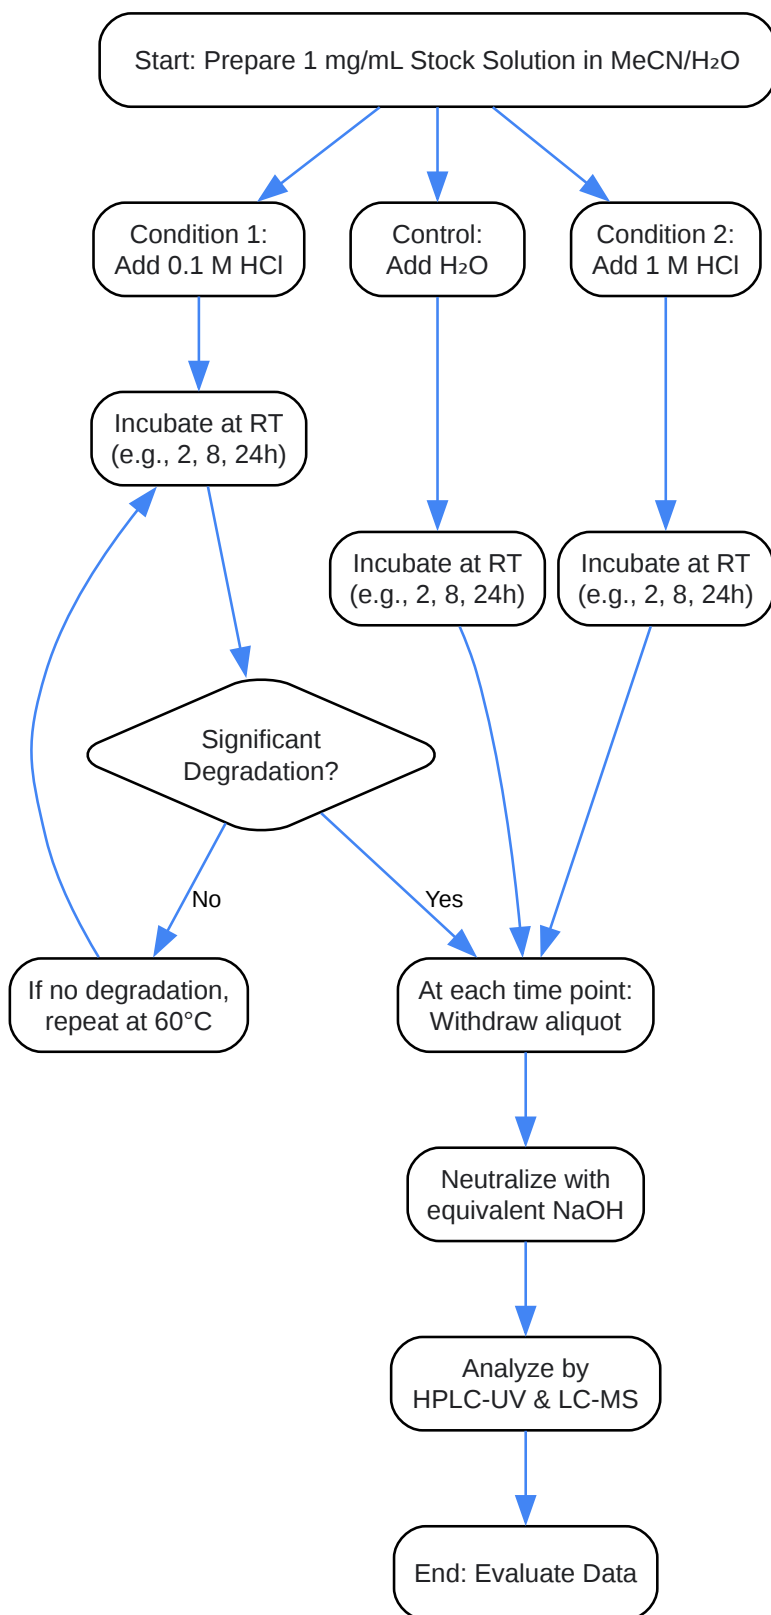 Start: Prepare 1 mg/mL Stock Solution in MeCN/H₂O
Condition 1:
Add 0.1 M HCl
Control:
Add H₂O
Condition 2:
Add 1 M HCl
Incubate at RT
(e.g., 2, 8, 24h)
Incubate at RT
(e.g., 2, 8, 24h)
Incubate at RT
(e.g., 2, 8, 24h)
Significant
Degradation?
No
Yes
If no degradation,
repeat at 60°C
At each time point:
Withdraw aliquot
Neutralize with
equivalent NaOH
Analyze by
HPLC-UV & LC-MS
End: Evaluate Data